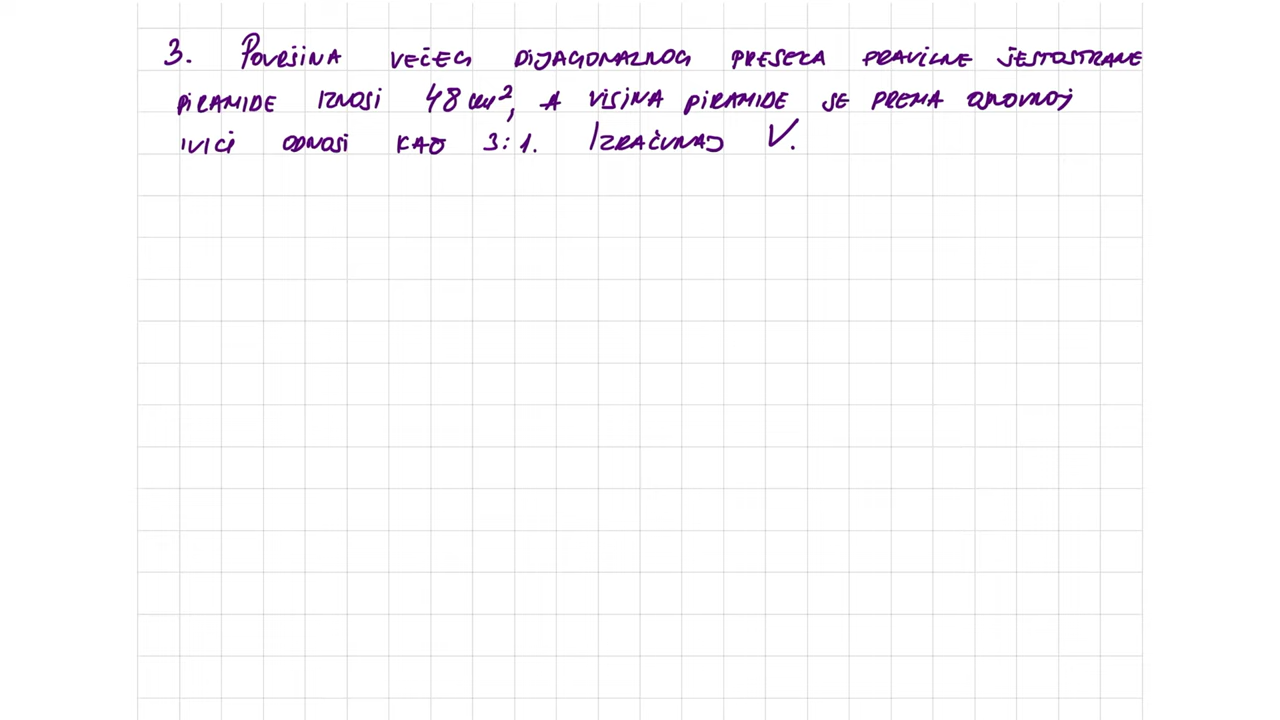 3. Površina većeg dijagonalnog preseka pravilne šestostrane
piramide iznosi 48 cm², a visina piramide se prema osnovnoj
ivici odnosi kao 3:1. Izračunaj V.